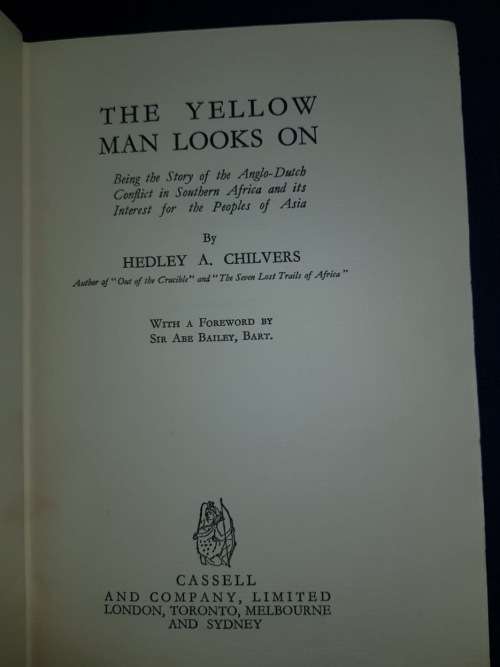 THE YELLOW
MAN LOOKS ON
Being the Story of the Anglo-Dutch
Conflict in Southern Africa and its
Interest for the Peoples of Asia
By
HEDLEY A. CHILVERS
Author of "Out of the Crucible" and "The Seven Lost Trails of Africa"
WITH A FOREWORD BY
SIR ABE BAILEY, BART.
CASSELL
AND COMPANY, LIMITED
LONDON, TORONTO, MELBOURNE
AND SYDNEY